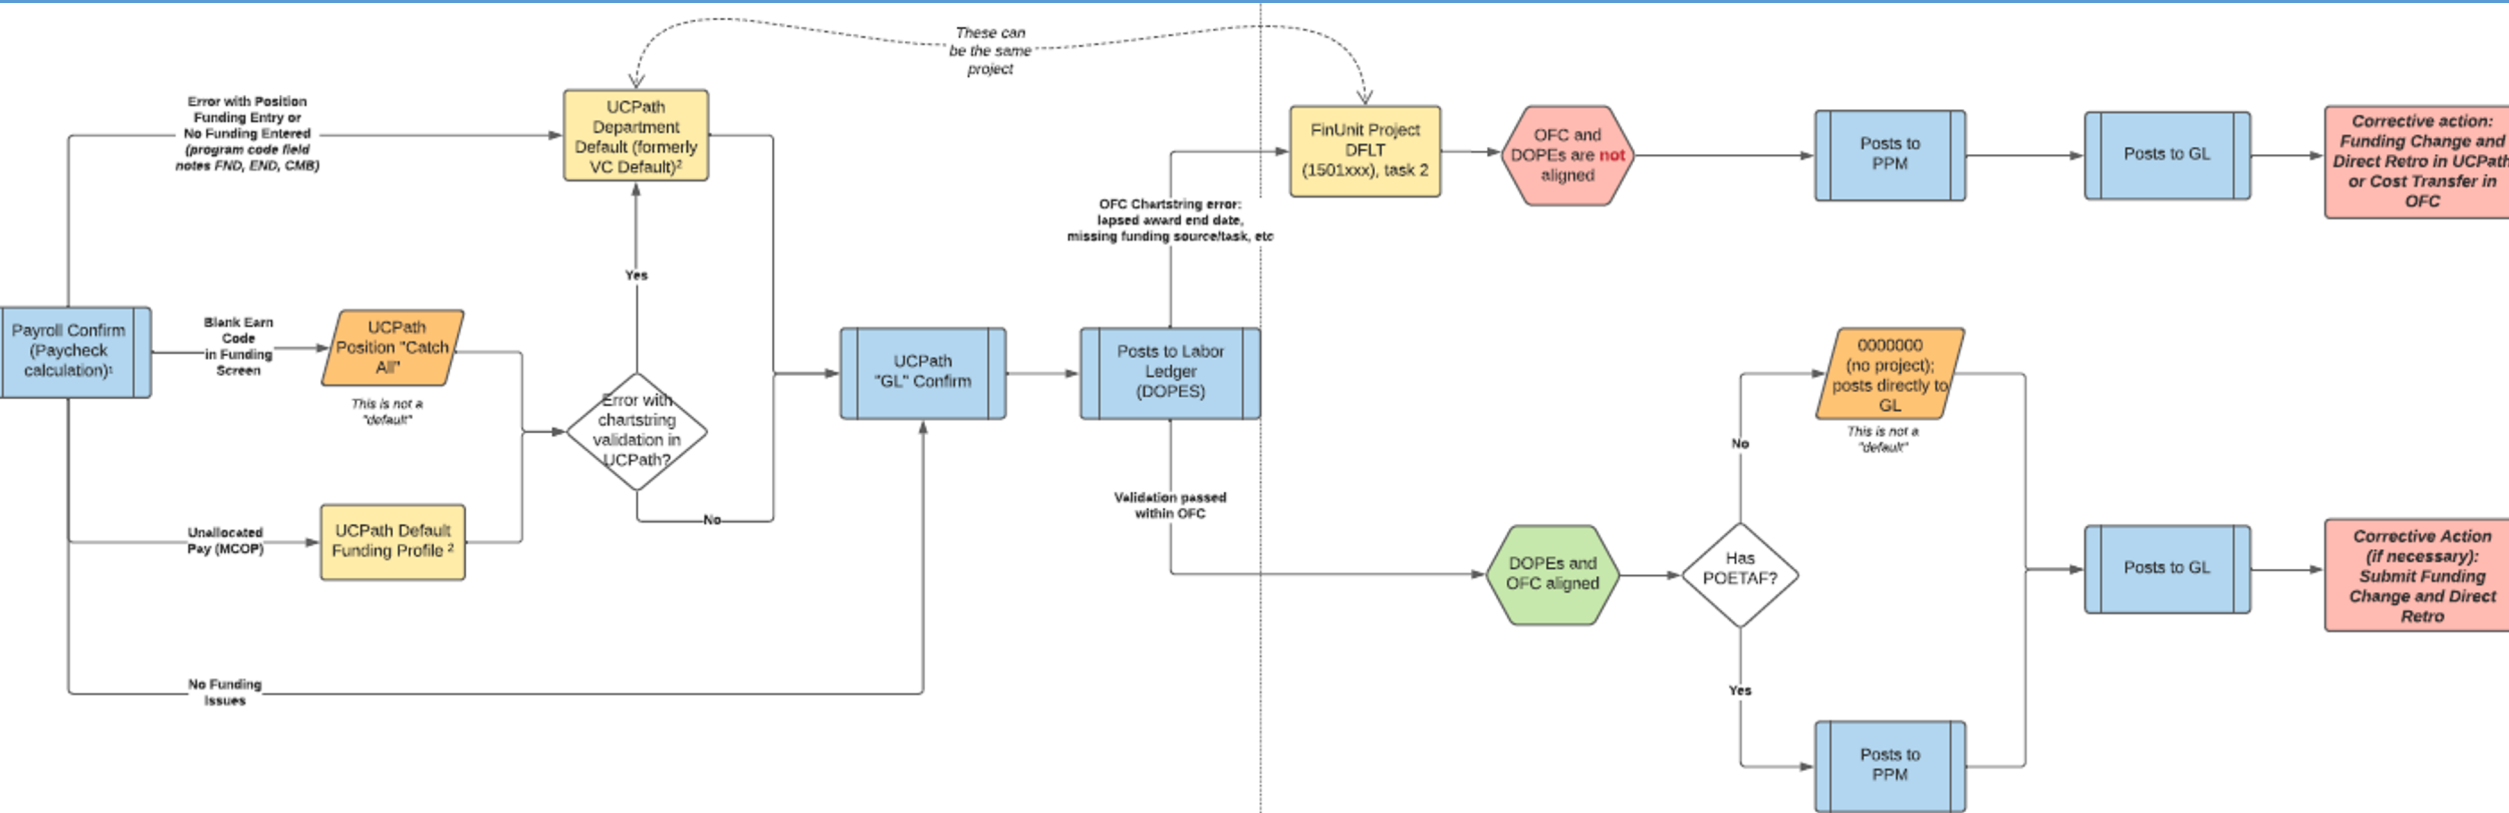 These can
be the same
project
Error with Position
Funding Entry or
No Funding Entered
(program code field
notes FND, END, CMB)
UCPath
Department
Default (formerly
VC Default)²
FinUnit Project
DFLT
(1501xxx), task 2
OFC and
DOPEs are not
aligned
Posts to
PPM
Posts to GL
Corrective action:
Funding Change and
Direct Retro in UCPath
or Cost Transfer in
OFC
OFC Chartstring error:
lapsed award end date,
missing funding source/task, etc
Yes
Payroll Confirm
(Paycheck
calculation)¹
Blank Earn
Code
in Funding
Screen
UCPath
Position "Catch
All"
This is not a
"default"
Error with
chartstring
validation in
UCPath?
No
UCPath
"GL" Confirm
Posts to Labor
Ledger
(DOPES)
Unallocated
Pay (MCOP)
UCPath Default
Funding Profile ²
No Funding
Issues
Validation passed
within OFC
DOPEs and
OFC aligned
Has
POETAF?
No
0000000
(no project);
posts directly to
GL
This is not a
"default"
Yes
Posts to
PPM
Posts to GL
Corrective Action
(if necessary):
Submit Funding
Change and Direct
Retro